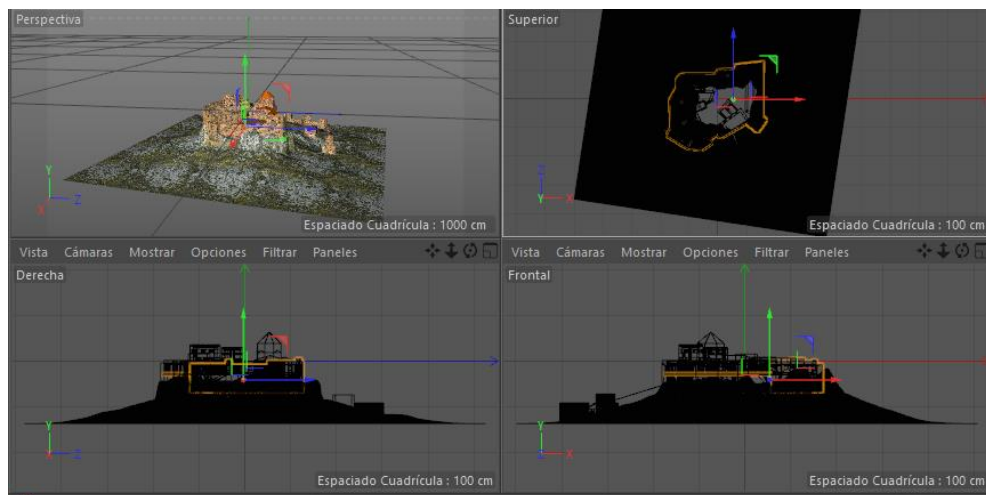 Perspectiva
Y
Z
X
Espaciado Cuadrícula : 1000 cm
Superior
Z
Y
X
Espaciado Cuadrícula : 100 cm
Vista Cámaras Mostrar Opciones Filtrar Paneles
Derecha
Y
X
Z
Espaciado Cuadrícula : 100 cm
Vista Cámaras Mostrar Opciones Filtrar Paneles
Frontal
Y
Z
X
Espaciado Cuadrícula : 100 cm